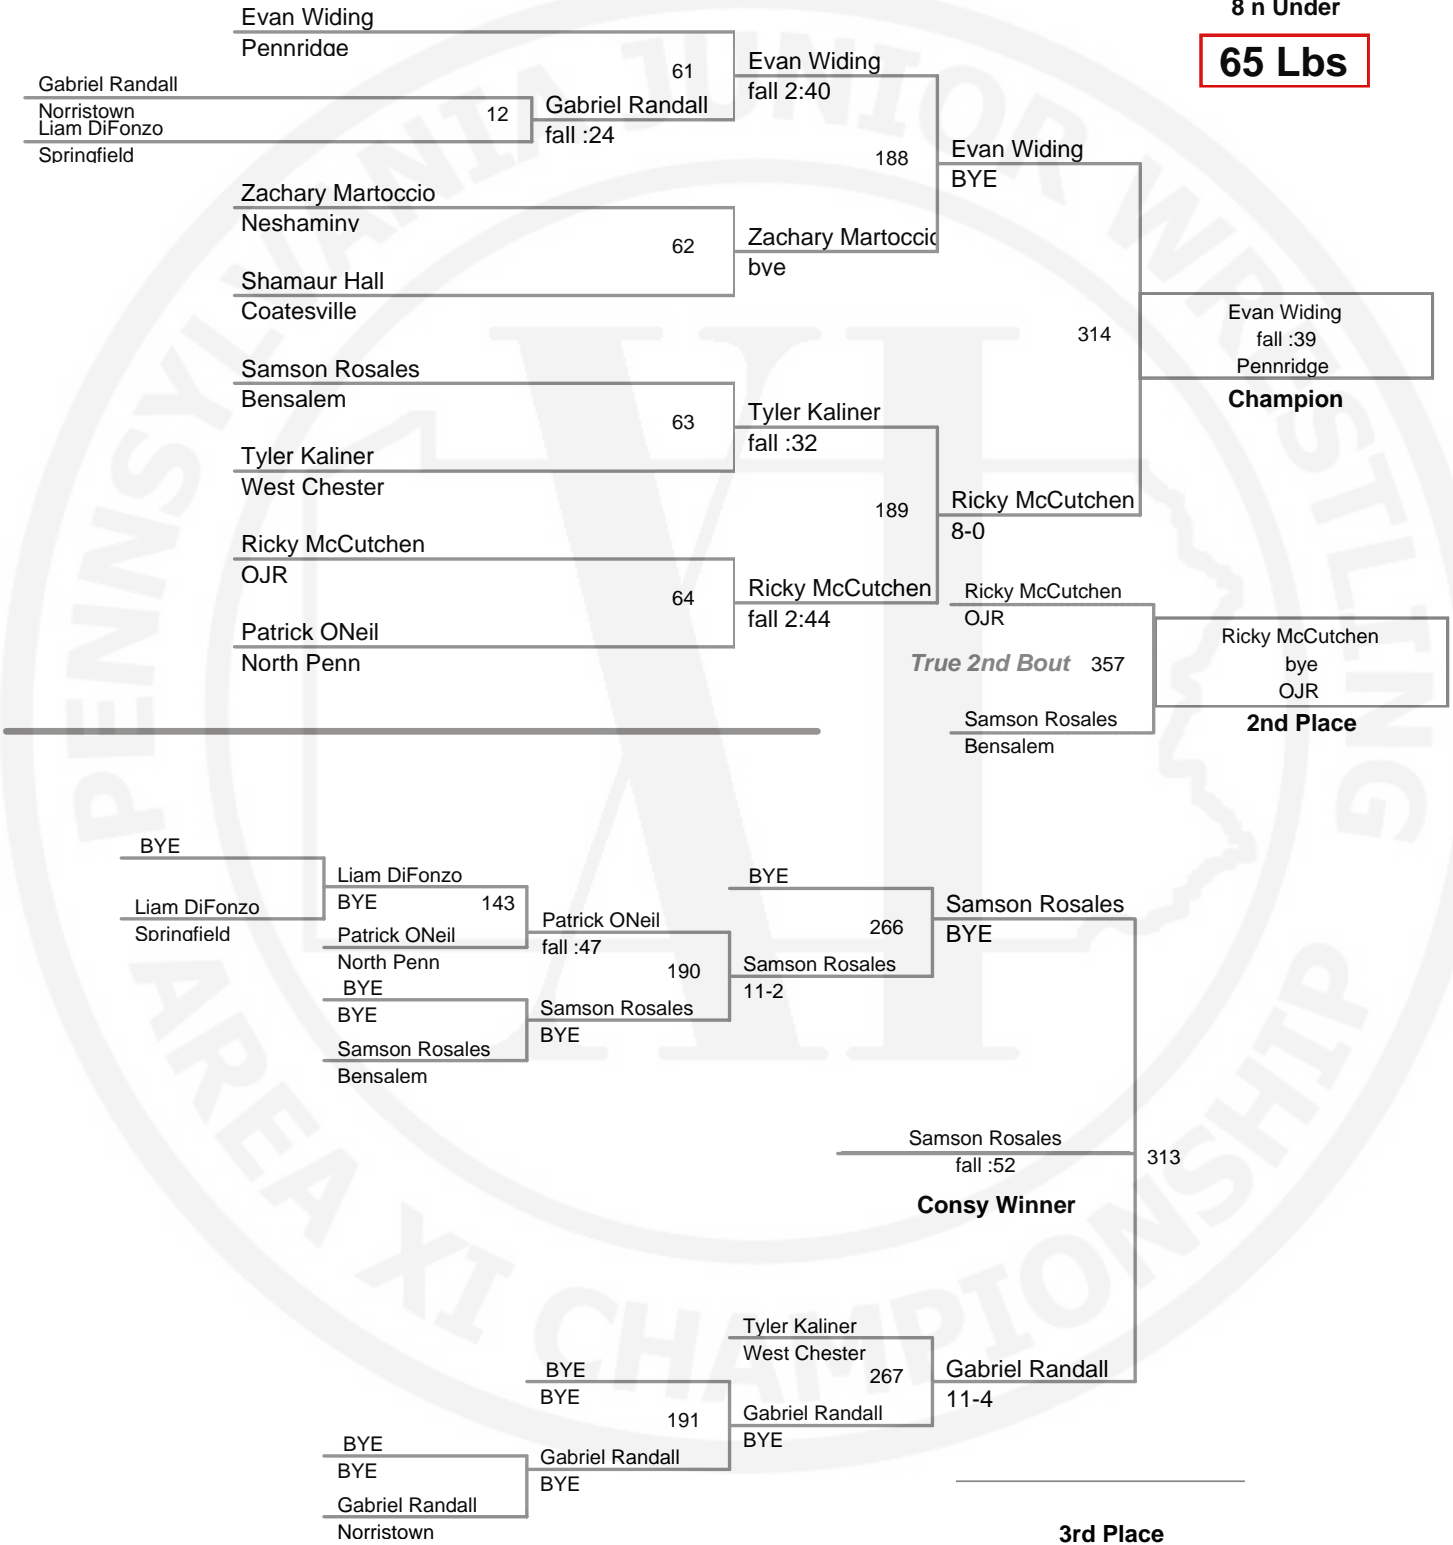 8 n Under
65 Lbs
Evan Widing
Pennridge
61
Evan Widing
fall 2:40
Gabriel Randall
Norristown
12
Gabriel Randall
fall :24
Liam DiFonzo
Springfield
188
Evan Widing
BYE
Zachary Martoccio
Neshaminy
62
Zachary Martoccio
bye
Shamaur Hall
Coatesville
314
Evan Widing
fall :39
Pennridge
Champion
Samson Rosales
Bensalem
63
Tyler Kaliner
fall :32
Tyler Kaliner
West Chester
189
Ricky McCutchen
8-0
Ricky McCutchen
OJR
64
Ricky McCutchen
fall 2:44
Patrick ONeil
North Penn
Ricky McCutchen
OJR
True 2nd Bout 357
Samson Rosales
Bensalem
Ricky McCutchen
bye
OJR
2nd Place
BYE
Liam DiFonzo
Springfield
Liam DiFonzo
BYE
143
Patrick ONeil
North Penn
Patrick ONeil
fall :47
BYE
BYE
Samson Rosales
Bensalem
Samson Rosales
BYE
190
BYE
Samson Rosales
11-2
266
Samson Rosales
BYE
Samson Rosales
fall :52
313
Consy Winner
Tyler Kaliner
West Chester
267
Gabriel Randall
11-4
BYE
BYE
191
Gabriel Randall
BYE
BYE
BYE
Gabriel Randall
BYE
Gabriel Randall
Norristown
3rd Place
PENNSYLVANIA JUNIOR WRESTLING
XI
AREA XI CHAMPIONSHIP